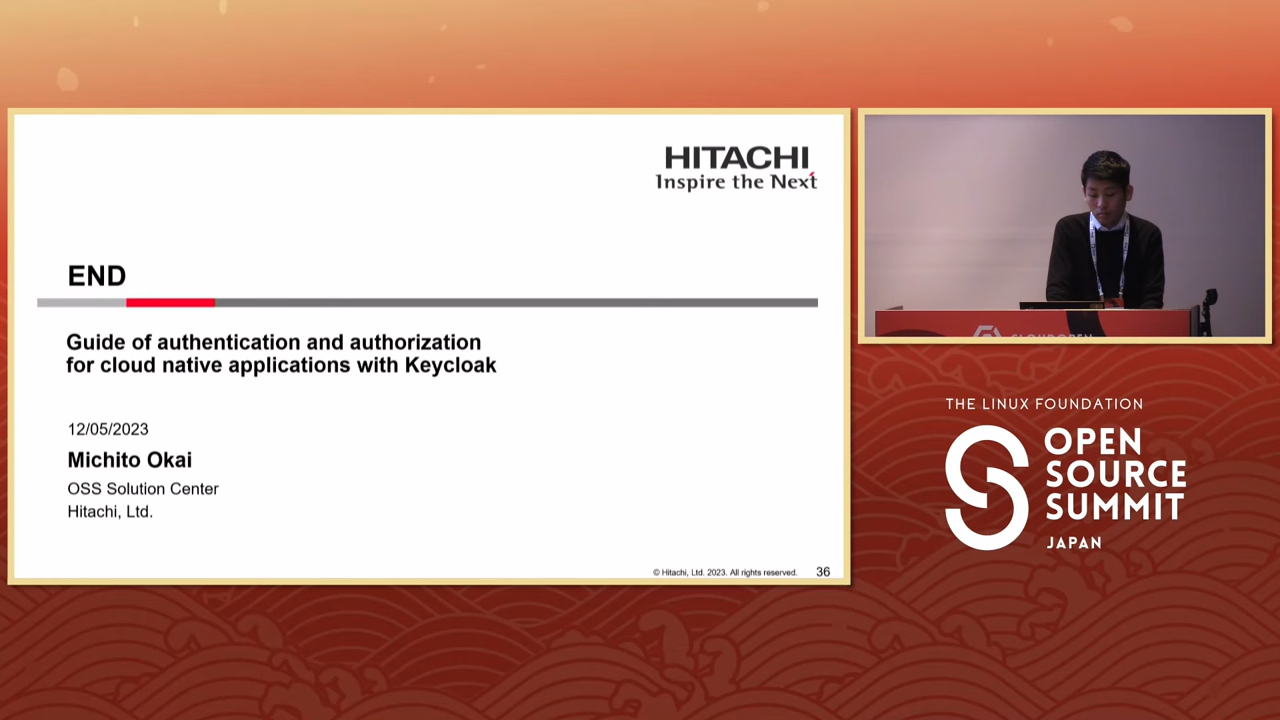 HITACHI
Inspire the Next
END
Guide of authentication and authorization
for cloud native applications with Keycloak
12/05/2023
Michito Okai
OSS Solution Center
Hitachi, Ltd.
© Hitachi, Ltd. 2023. All rights reserved.
36
CLOUDOPEN
THE LINUX FOUNDATION
OPEN
SOURCE
SUMMIT
JAPAN